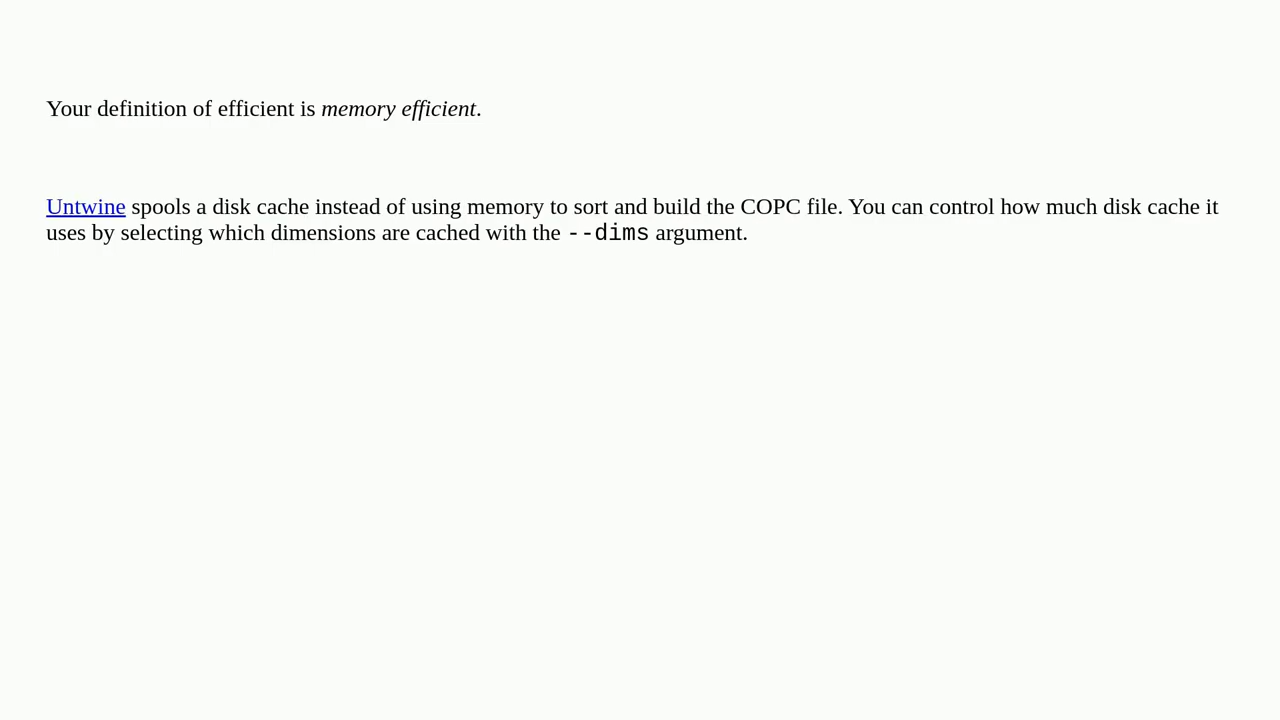 Your definition of efficient is memory efficient.
Untwine spools a disk cache instead of using memory to sort and build the COPC file. You can control how much disk cache it
uses by selecting which dimensions are cached with the --dims argument.